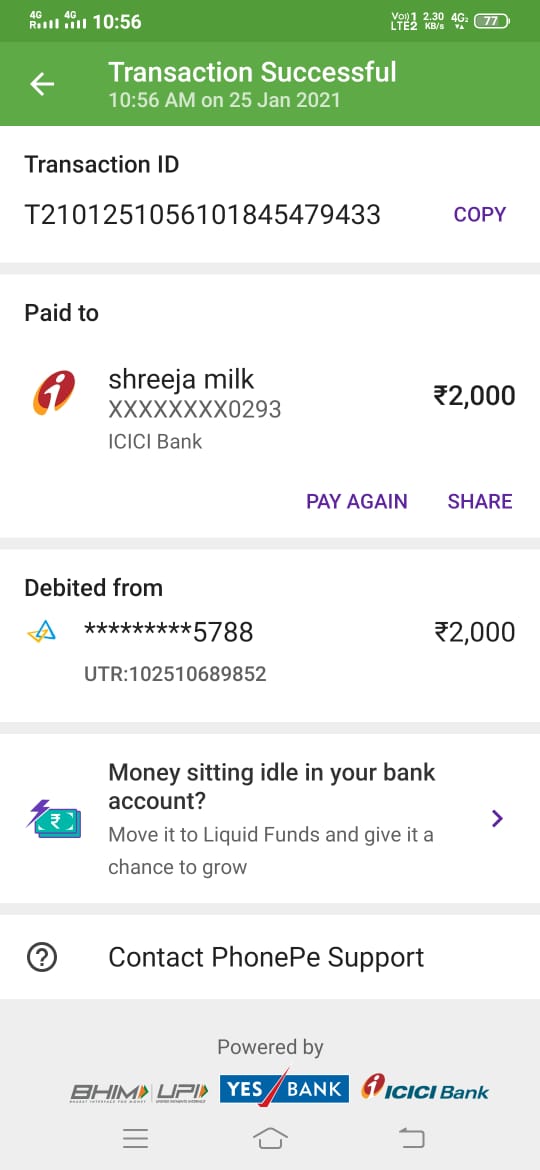 4G 4G 10:56 Vo))1 2.30 4G2 77
R LTE2 KB/s
Transaction Successful
10:56 AM on 25 Jan 2021
Transaction ID
T2101251056101845479433 COPY
Paid to
shreeja milk
XXXXXXXX0293 ₹2,000
ICICI Bank
PAY AGAIN SHARE
Debited from
*********5788 ₹2,000
UTR:102510689852
Money sitting idle in your bank
account?
Move it to Liquid Funds and give it a
chance to grow
Contact PhonePe Support
Powered by
BHIM UPI YES BANK ICICI Bank